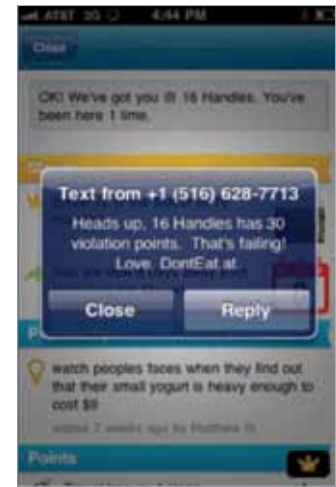 AT&T 3G 4:44 PM
Close
OK! We've got you @ 16 Handles. You've
been here 1 time.
Text from +1 (516) 628-7713
Heads up, 16 Handles has 30
violation points. That's failing!
Love, DontEat.at
Close Reply
watch peoples faces when they find out
that their small yogurt is heavy enough to
cost $9
added 7 weeks ago by Matthew R.
Points